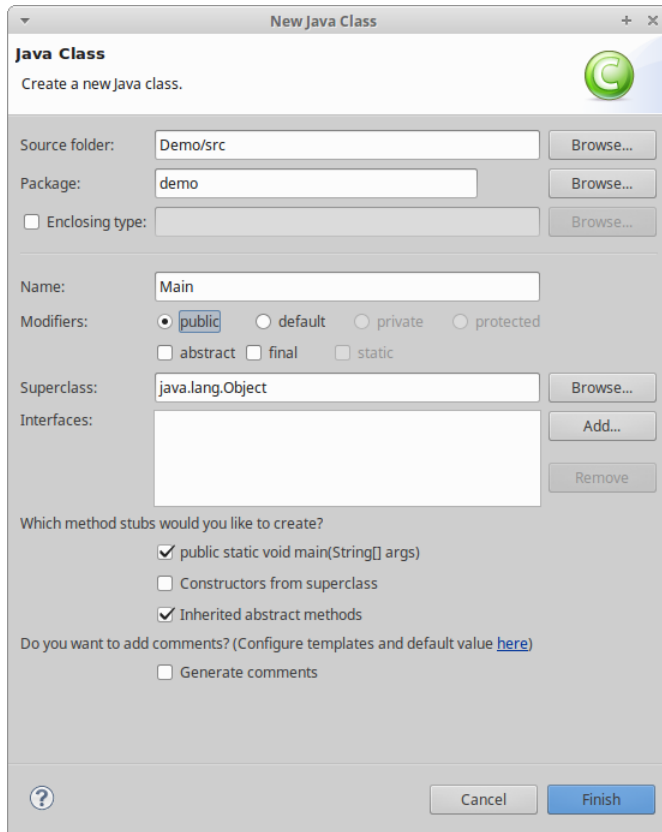 New Java Class
Java Class
Create a new Java class.
C
Source folder: Demo/src Browse...
Package: demo Browse...
Enclosing type: Browse...
Name: Main
Modifiers: public default private protected
abstract final static
Superclass: java.lang.Object Browse...
Interfaces: Add...
Remove
Which method stubs would you like to create?
public static void main(String[] args)
Constructors from superclass
Inherited abstract methods
Do you want to add comments? (Configure templates and default value here)
Generate comments
? Cancel Finish